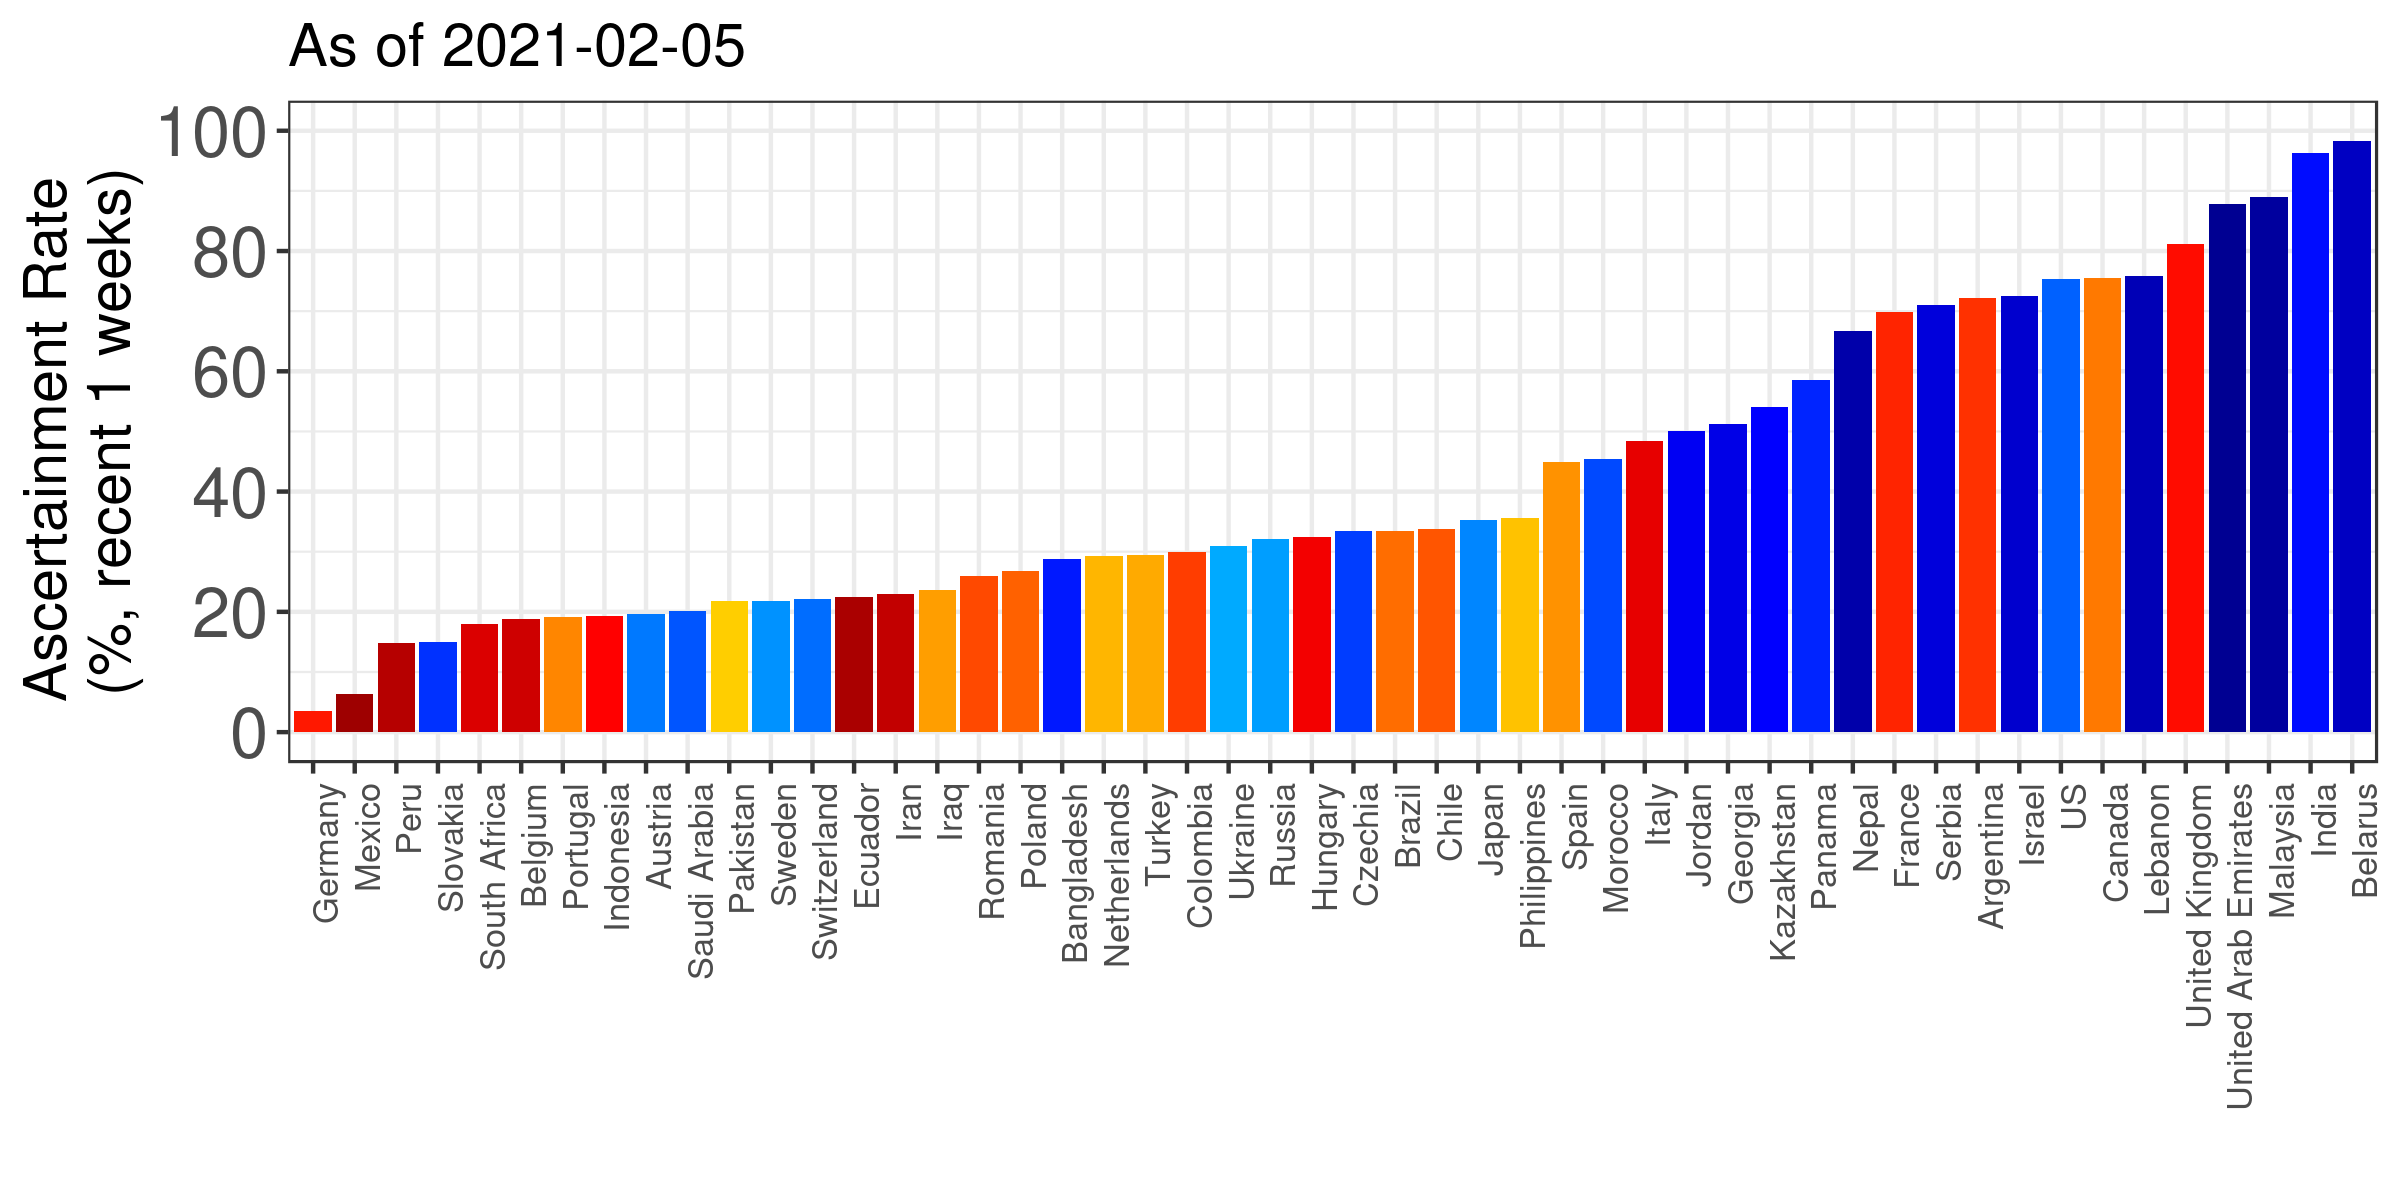 As of 2021-02-05
Ascertainment Rate
(%, recent 1 weeks)
100
80
60
40
20
0
Germany
Mexico
Peru
Slovakia
South Africa
Belgium
Portugal
Indonesia
Austria
Saudi Arabia
Pakistan
Sweden
Switzerland
Ecuador
Iran
Iraq
Romania
Poland
Bangladesh
Netherlands
Turkey
Colombia
Ukraine
Russia
Hungary
Czechia
Brazil
Chile
Japan
Philippines
Spain
Morocco
Italy
Jordan
Georgia
Kazakhstan
Panama
Nepal
France
Serbia
Argentina
Israel
US
Canada
Lebanon
United Kingdom
United Arab Emirates
Malaysia
India
Belarus